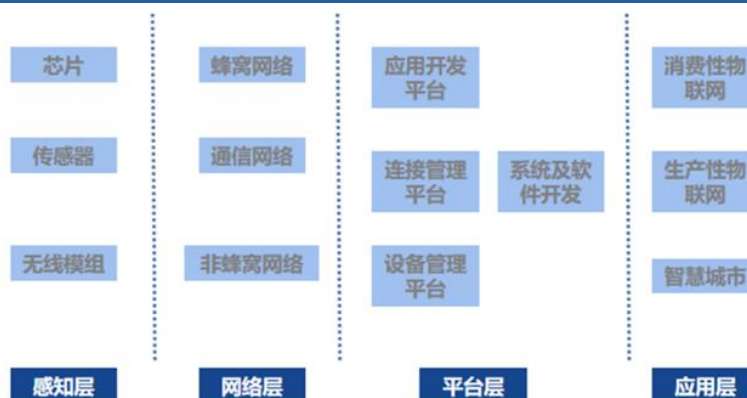 芯片
传感器
无线模组
感知层
蜂窝网络
通信网络
非蜂窝网络
网络层
应用开发
平台
连接管理
平台
设备管理
平台
系统及软
件开发
平台层
消费性物
联网
生产性物
联网
智慧城市
应用层